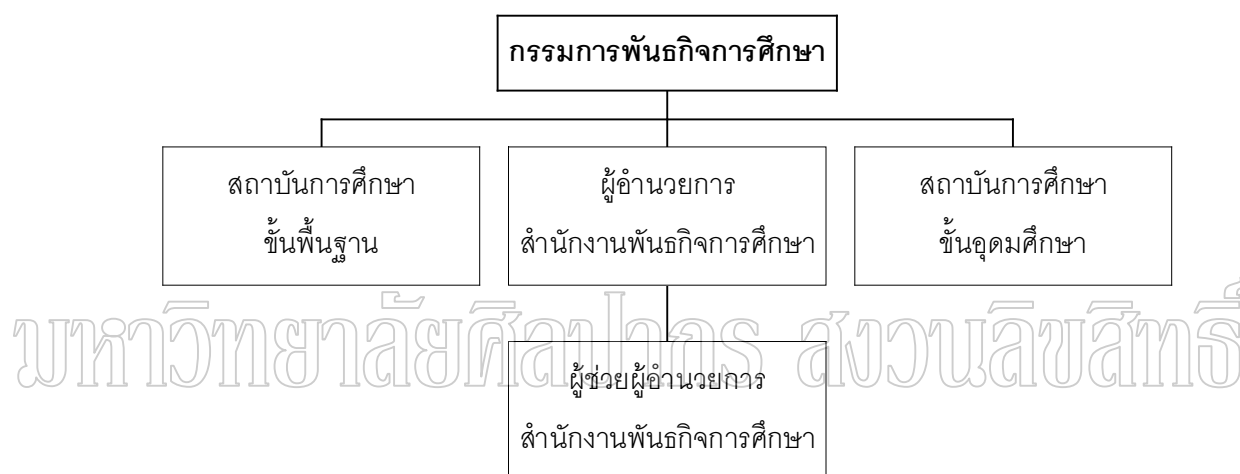 กรรมการพันธกิจการศึกษา
สถาบันการศึกษา
ขั้นพื้นฐาน
ผู้อำนวยการ
สำนักงานพันธกิจการศึกษา
สถาบันการศึกษา
ขั้นอุดมศึกษา
มหาวิทยาลัยศิลปากร สงวนลิขสิทธิ์
ผู้ช่วยผู้อำนวยการ
สำนักงานพันธกิจการศึกษา